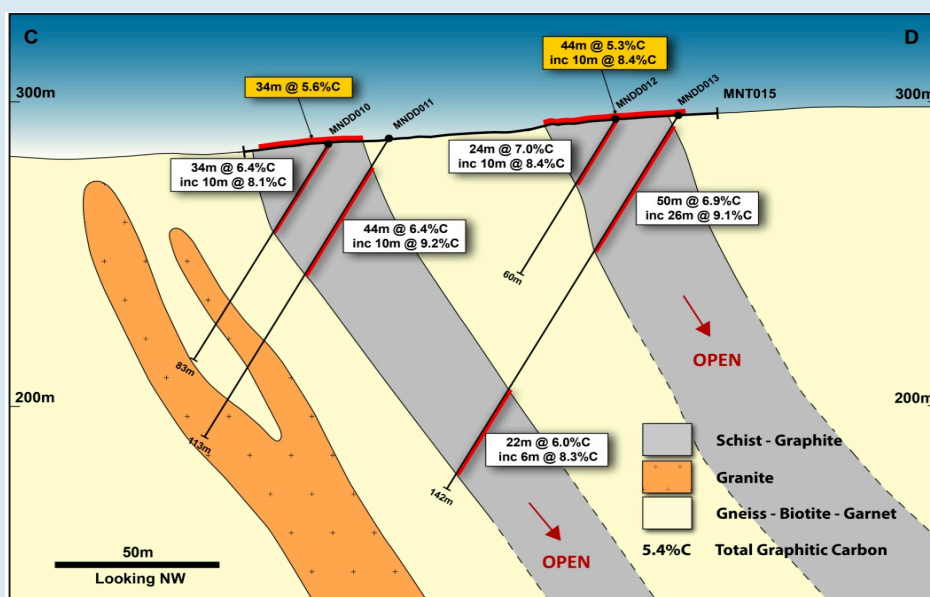 C
D
44m @ 5.3%C
inc 10m @ 8.4%C
34m @ 5.6%C
MNDD010
MNDD011
MNDD012
MNDD013
MNT015
300m
300m
34m @ 6.4%C
inc 10m @ 8.1%C
24m @ 7.0%C
inc 10m @ 8.4%C
44m @ 6.4%C
inc 10m @ 9.2%C
50m @ 6.9%C
inc 26m @ 9.1%C
60m
83m
113m
OPEN
200m
200m
22m @ 6.0%C
inc 6m @ 8.3%C
142m
OPEN
Schist - Graphite
Granite
Gneiss - Biotite - Garnet
5.4%C Total Graphitic Carbon
50m
Looking NW